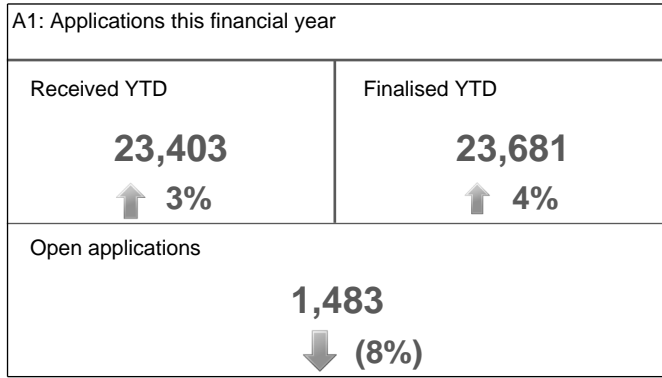 A1: Applications this financial year
Received YTD
23,403
3%
Finalised YTD
23,681
4%
Open applications
1,483
(8%)